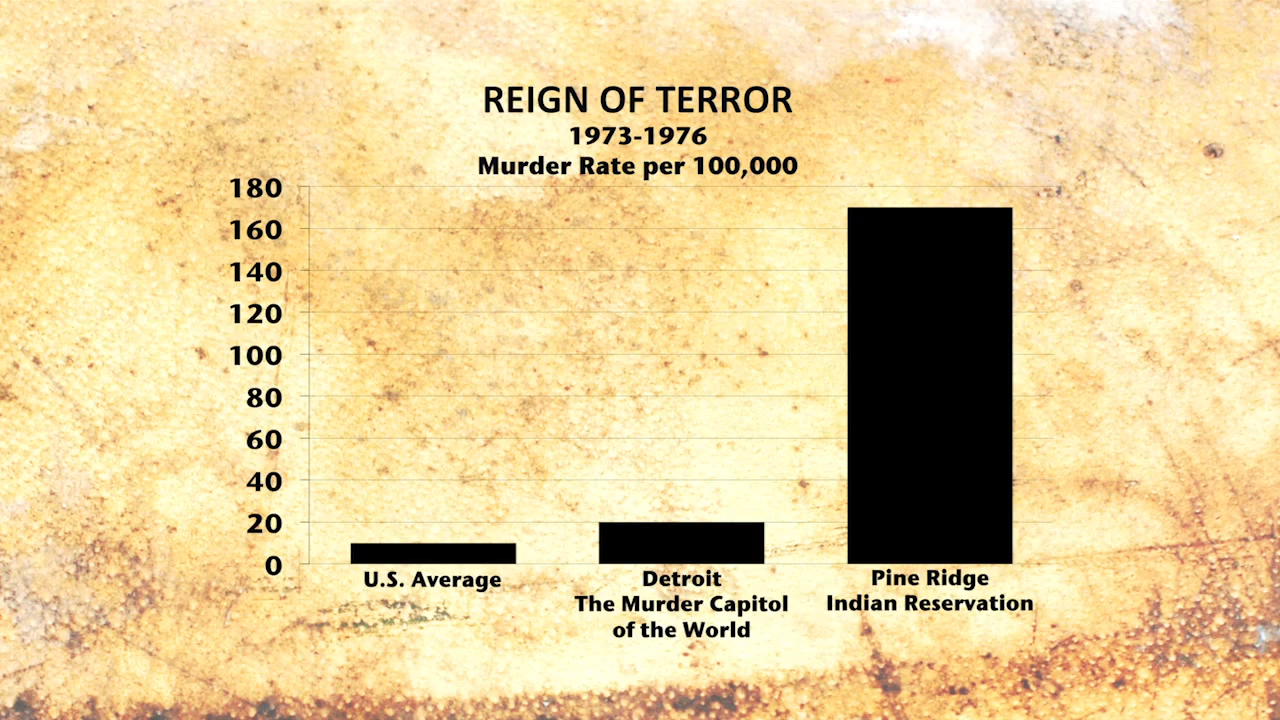 REIGN OF TERROR
1973-1976
Murder Rate per 100,000
180
160
140
120
100
80
60
40
20
0
U.S. Average
Detroit
The Murder Capitol
of the World
Pine Ridge
Indian Reservation